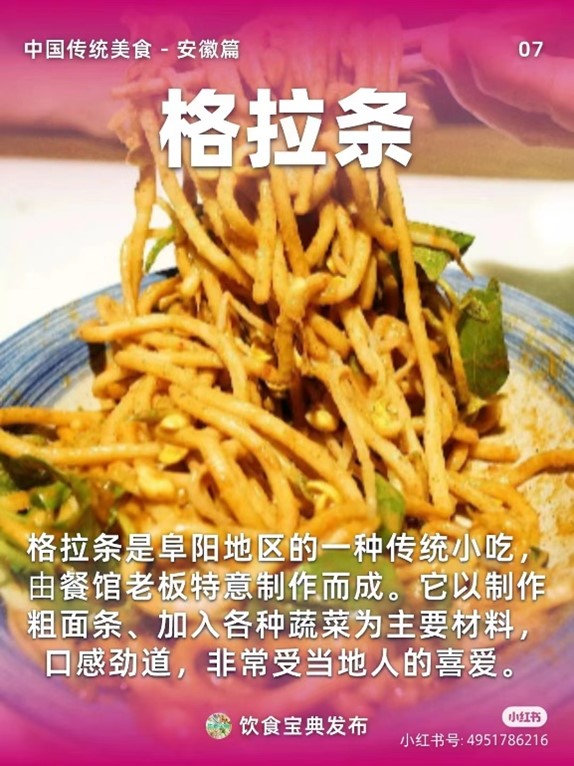 中国传统美食 - 安徽篇
07
格拉条
格拉条是阜阳地区的一种传统小吃，
由餐馆老板特意制作而成。它以制作
粗面条、加入各种蔬菜为主要材料，
口感劲道，非常受当地人的喜爱。
饮食宝典发布
小红书
小红书号: 4951786216